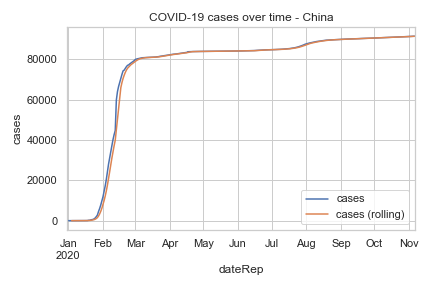 COVID-19 cases over time - China
cases
80000
60000
40000
20000
0
cases
cases (rolling)
Jan Feb Mar Apr May Jun Jul Aug Sep Oct Nov
2020
dateRep